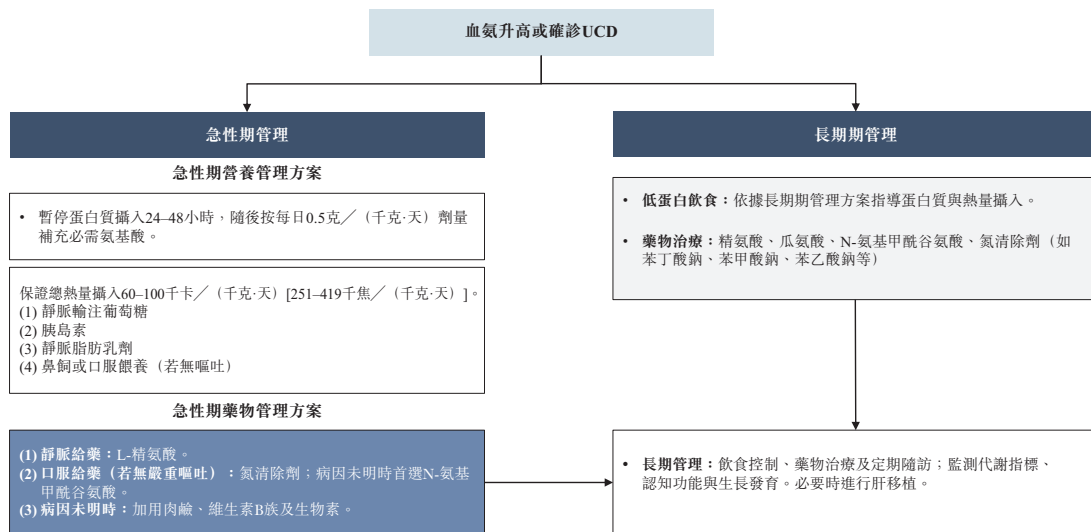 血氨升高或確診UCD
急性期管理
急性期營養管理方案
• 暫停蛋白質攝入24–48小時，隨後按每日0.5克／（千克·天）劑量
補充必需氨基酸。
保證總熱量攝入60–100千卡／（千克·天）[251–419千焦／（千克·天）]。
(1) 靜脈輸注葡萄糖
(2) 胰島素
(3) 靜脈脂肪乳劑
(4) 鼻飼或口服餵養（若無嘔吐）
急性期藥物管理方案
(1) 靜脈給藥：L-精氨酸。
(2) 口服給藥（若無嚴重嘔吐）：氮清除劑；病因未明時首選N-氨基
甲酰谷氨酸。
(3) 病因未明時：加用肉鹼、維生素B族及生物素。
長期期管理
• 低蛋白飲食：依據長期期管理方案指導蛋白質與熱量攝入。
• 藥物治療：精氨酸、瓜氨酸、N-氨基甲酰谷氨酸、氮清除劑（如
苯丁酸鈉、苯甲酸鈉、苯乙酸鈉等）
• 長期管理：飲食控制、藥物治療及定期隨訪；監測代謝指標、
認知功能與生長發育。必要時進行肝移植。